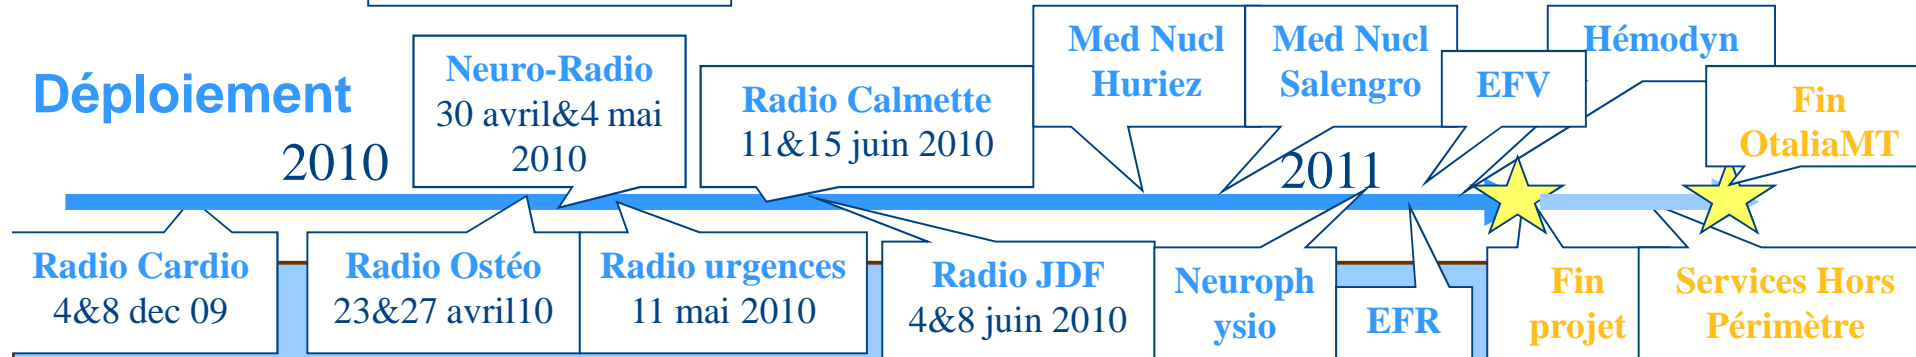 Déploiement
2010
Neuro-Radio
30 avril&4 mai
2010
Radio Calmette
11&15 juin 2010
Med Nucl
Huriez
Med Nucl
Salengro
EFV
Hémodyn
Fin
OtaliaMT
2011
Radio Cardio
4&8 dec 09
Radio Ostéo
23&27 avril10
Radio urgences
11 mai 2010
Radio JDF
4&8 juin 2010
Neuroph
ysio
EFR
Fin
projet
Services Hors
Périmètre